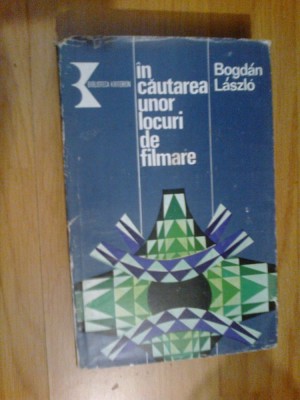 BIBLIOTECA KRITERION
în
căutarea
unor
locuri
de
filmare
Bogdán
László